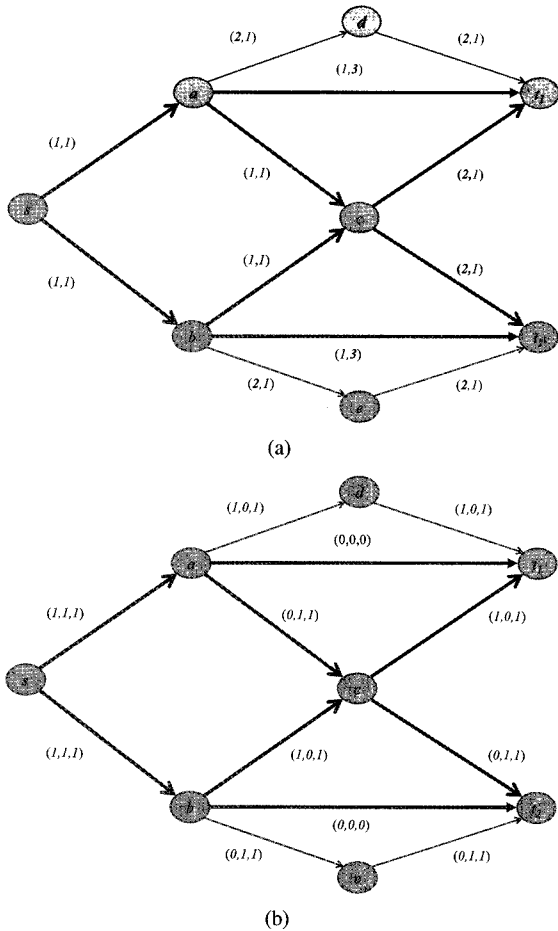 d
(2,1)
(2,1)
(1,3)
a
t1
(1,1)
(1,1)
(2,1)
s
c
(1,1)
(1,1)
(2,1)
b
(1,3)
(2,1)
(2,1)
e
(a)
d
(1,0,1)
(1,0,1)
(0,0,0)
a
t1
(1,1,1)
(0,1,1)
(1,0,1)
s
(1,1,1)
(1,0,1)
(0,1,1)
b
t2
(0,0,0)
(0,1,1)
(0,1,1)
(b)